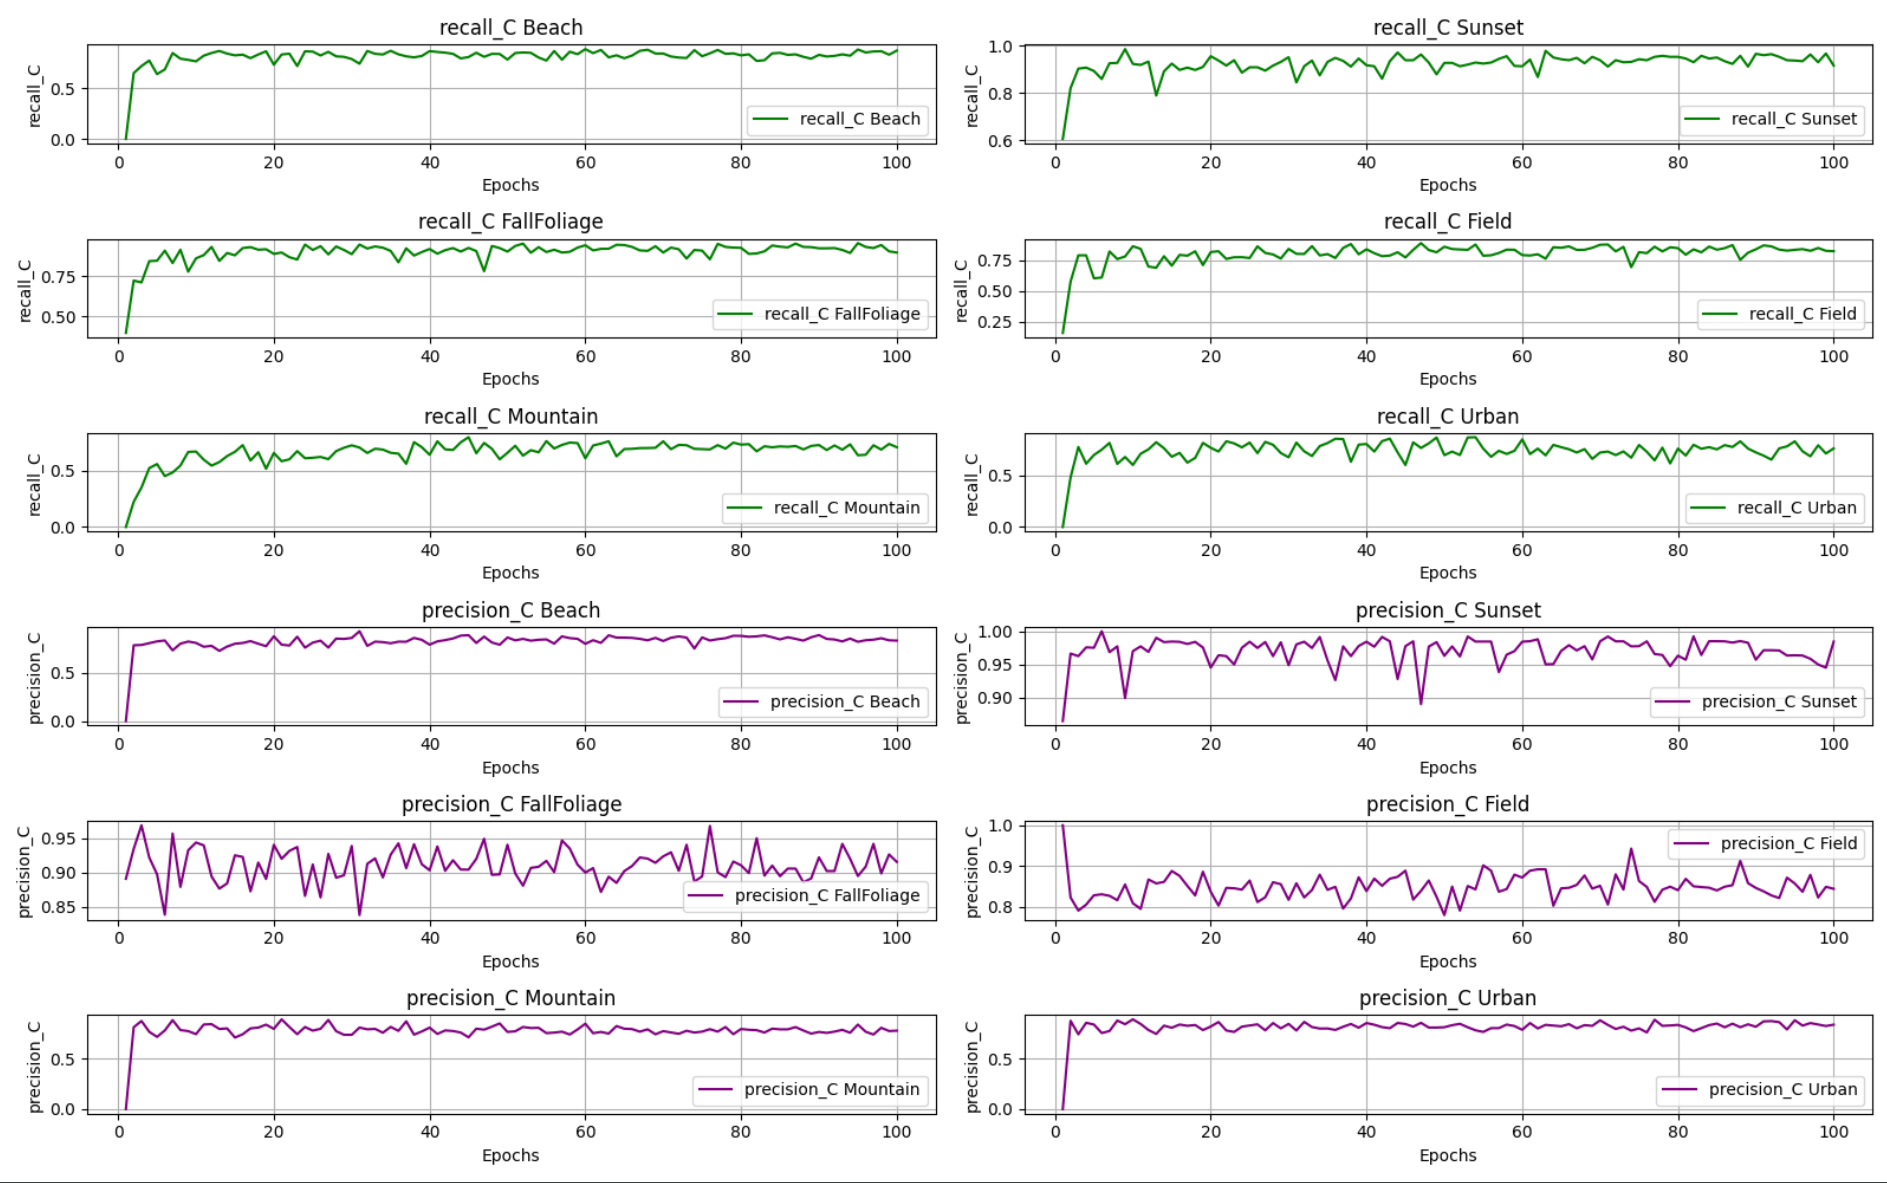 recall_C Beach
recall_C
0.5
0.0
recall_C Beach
0 20 40 60 80 100
Epochs
recall_C Sunset
recall_C
1.0
0.8
0.6
recall_C Sunset
0 20 40 60 80 100
Epochs
recall_C FallFoliage
recall_C
0.75
0.50
recall_C FallFoliage
0 20 40 60 80 100
Epochs
recall_C Field
recall_C
0.75
0.50
0.25
recall_C Field
0 20 40 60 80 100
Epochs
recall_C Mountain
recall_C
0.5
0.0
recall_C Mountain
0 20 40 60 80 100
Epochs
recall_C Urban
recall_C
0.5
0.0
recall_C Urban
0 20 40 60 80 100
Epochs
precision_C Beach
precision_C
0.5
0.0
precision_C Beach
0 20 40 60 80 100
Epochs
precision_C Sunset
precision_C
1.00
0.95
0.90
precision_C Sunset
0 20 40 60 80 100
Epochs
precision_C FallFoliage
precision_C
0.95
0.90
0.85
precision_C FallFoliage
0 20 40 60 80 100
Epochs
precision_C Field
precision_C
1.0
0.9
0.8
precision_C Field
0 20 40 60 80 100
Epochs
precision_C Mountain
precision_C
0.5
0.0
precision_C Mountain
0 20 40 60 80 100
Epochs
precision_C Urban
precision_C
0.5
0.0
precision_C Urban
0 20 40 60 80 100
Epochs